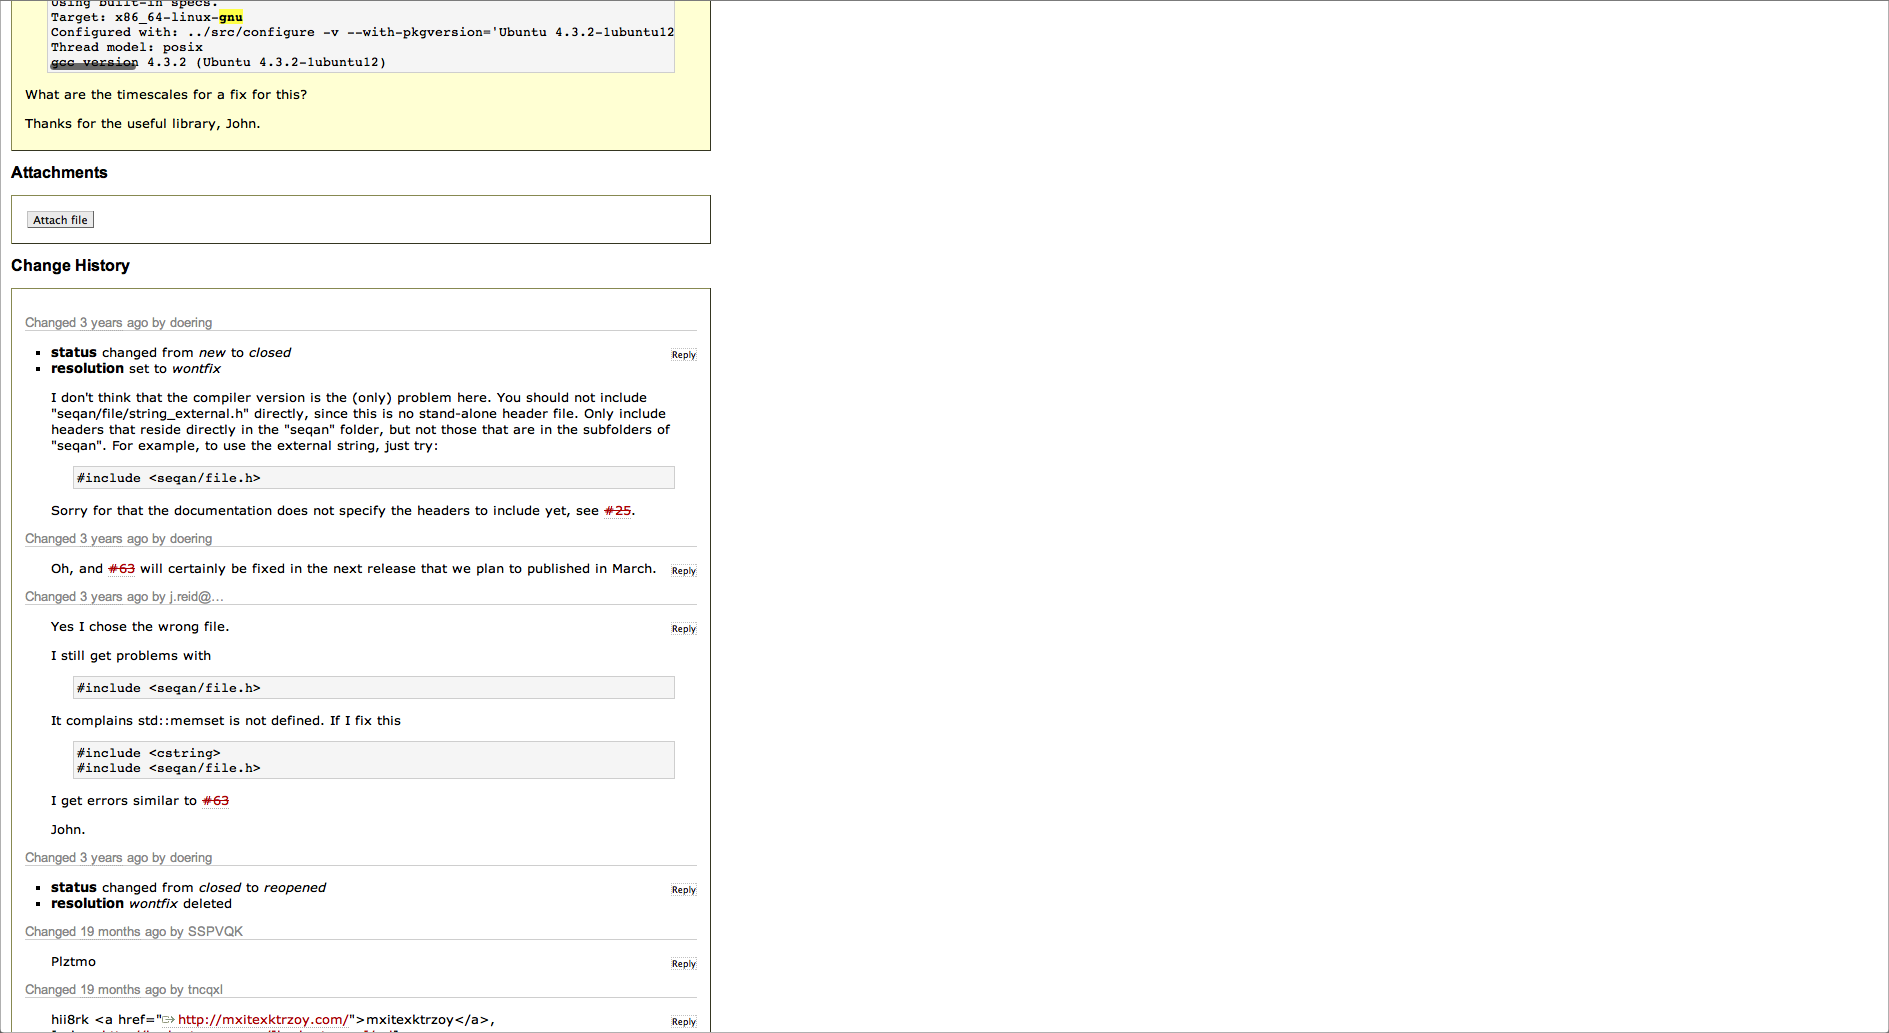 Using built-in specs.
Target: x86_64-linux-gnu
Configured with: ../src/configure -v --with-pkgversion='Ubuntu 4.3.2-1ubuntu12
Thread model: posix
gcc version 4.3.2 (Ubuntu 4.3.2-1ubuntu12)
What are the timescales for a fix for this?
Thanks for the useful library, John.
Attachments
Attach file
Change History
Changed 3 years ago by doering
status changed from new to closed
Reply
resolution set to wontfix
I don't think that the compiler version is the (only) problem here. You should not include
"seqan/file/string_external.h" directly, since this is no stand-alone header file. Only include
headers that reside directly in the "seqan" folder, but not those that are in the subfolders of
"seqan". For example, to use the external string, just try:
#include <seqan/file.h>
Sorry for that the documentation does not specify the headers to include yet, see #25.
Changed 3 years ago by doering
Oh, and #63 will certainly be fixed in the next release that we plan to published in March.
Reply
Changed 3 years ago by j.reid@…
Yes I chose the wrong file.
Reply
I still get problems with
#include <seqan/file.h>
It complains std::memset is not defined. If I fix this
#include <cstring>
#include <seqan/file.h>
I get errors similar to #63
John.
Changed 3 years ago by doering
status changed from closed to reopened
Reply
resolution wontfix deleted
Changed 19 months ago by SSPVQK
Plztmo
Reply
Changed 19 months ago by tncqxl
hii8rk <a href="http://mxitexktrzoy.com/">mxitexktrzoy</a>,
Reply